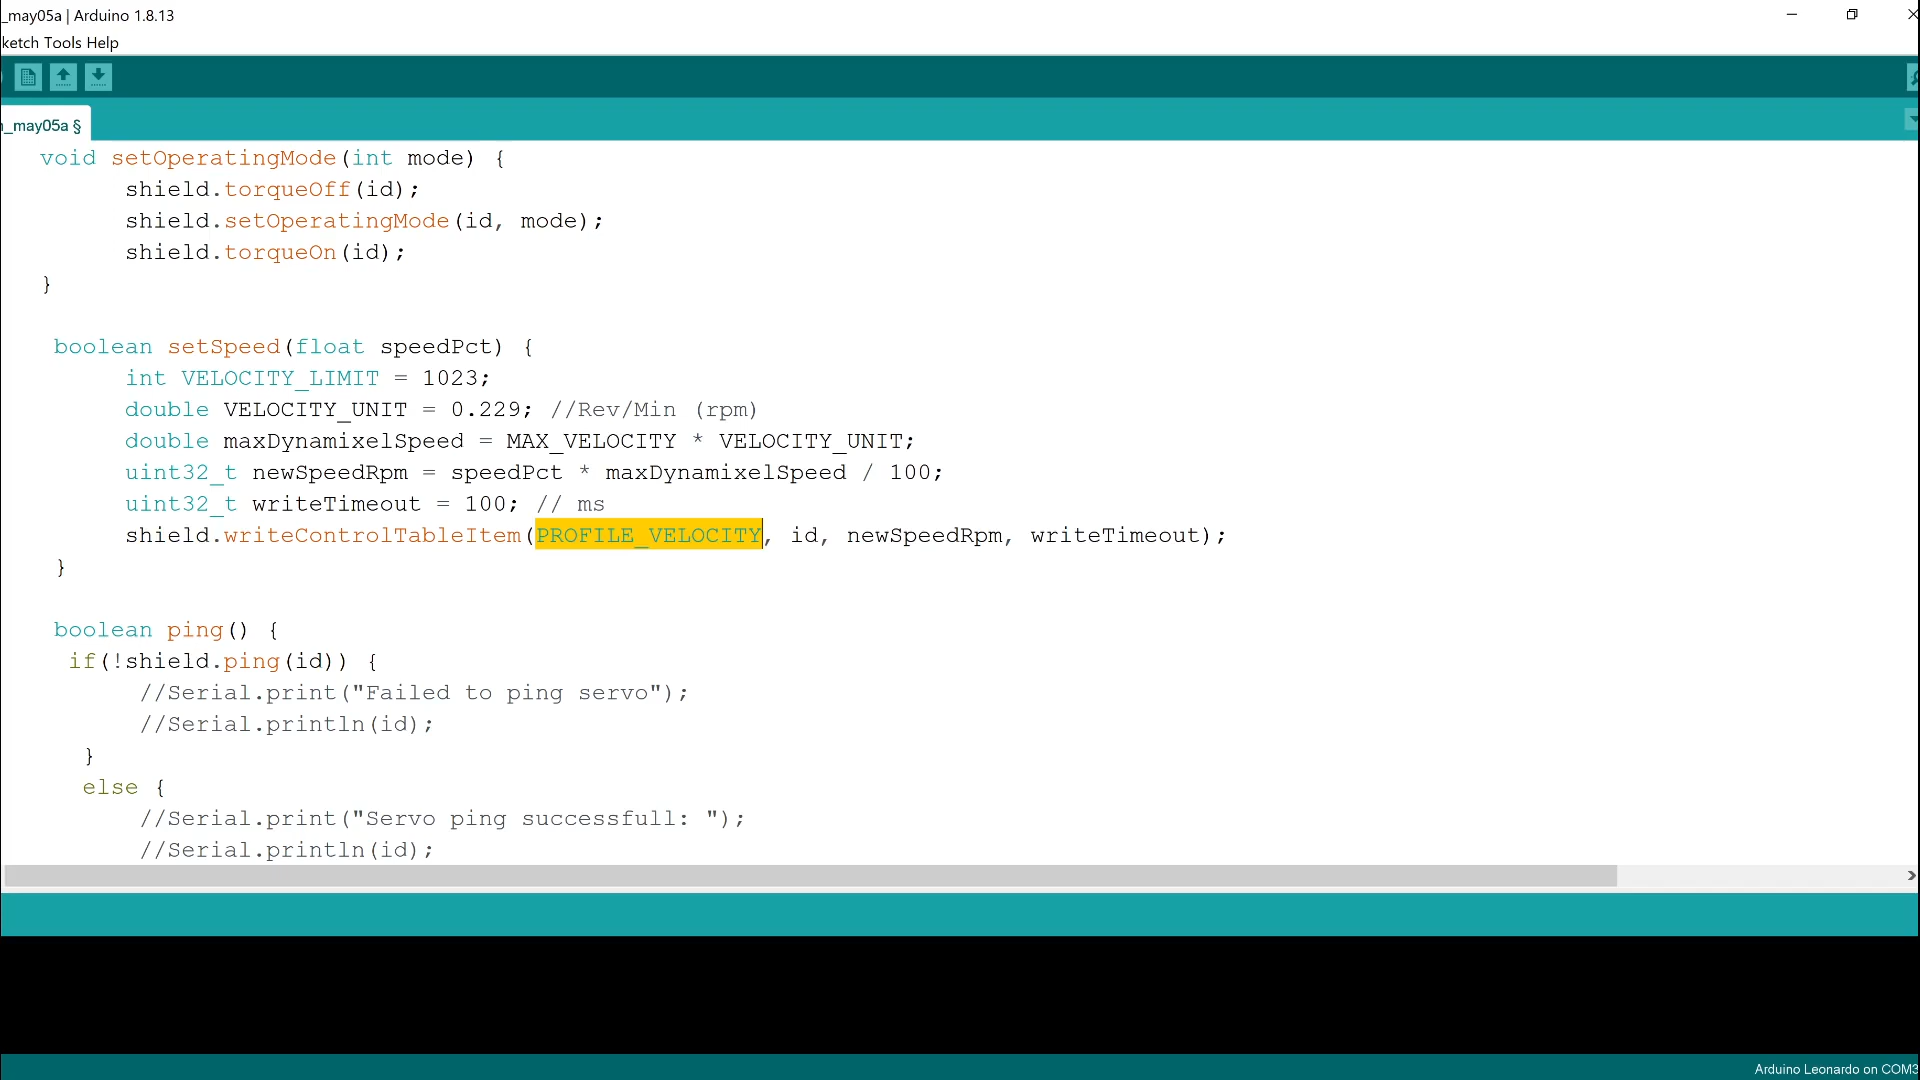 _may05a | Arduino 1.8.13
ketch Tools Help
_may05a §
void setOperatingMode(int mode) {
shield.torqueOff(id);
shield.setOperatingMode(id, mode);
shield.torqueOn(id);
}
boolean setSpeed(float speedPct) {
int VELOCITY_LIMIT = 1023;
double VELOCITY_UNIT = 0.229; //Rev/Min (rpm)
double maxDynamixelSpeed = MAX_VELOCITY * VELOCITY_UNIT;
uint32_t newSpeedRpm = speedPct * maxDynamixelSpeed / 100;
uint32_t writeTimeout = 100; // ms
shield.writeControlTableItem(PROFILE_VELOCITY, id, newSpeedRpm, writeTimeout);
}
boolean ping() {
if(!shield.ping(id)) {
//Serial.print("Failed to ping servo");
//Serial.println(id);
}
else {
//Serial.print("Servo ping successfull: ");
//Serial.println(id);
Arduino Leonardo on COM3